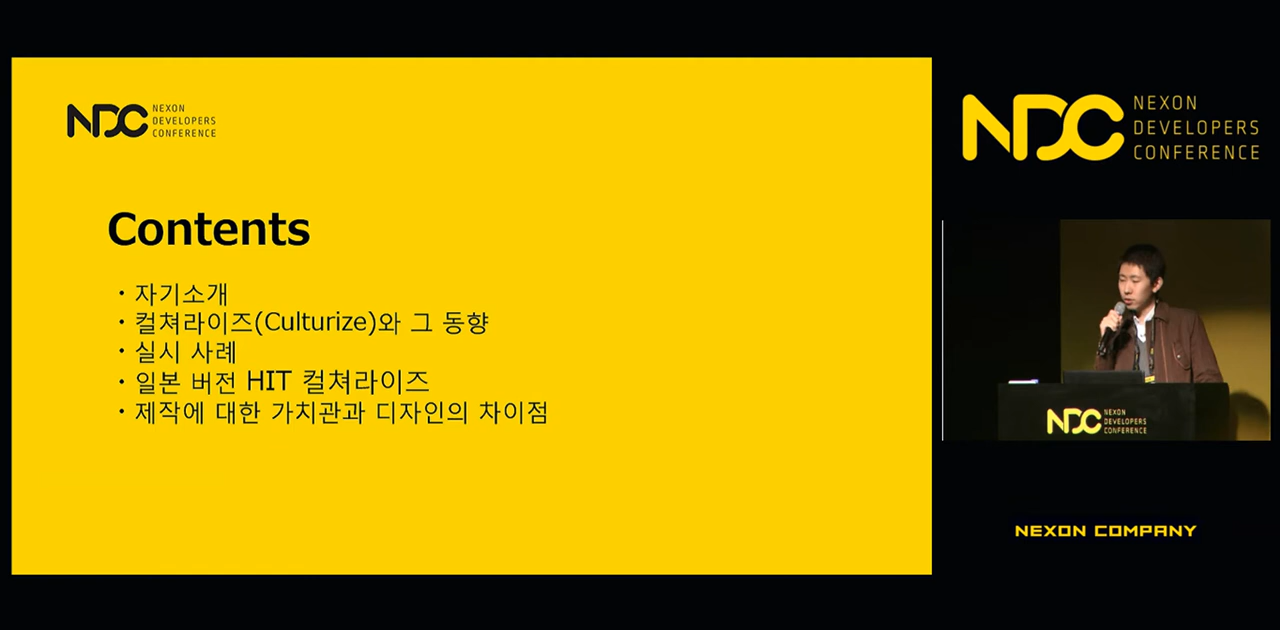 NDC NEXON
DEVELOPERS
CONFERENCE
Contents
・자기소개
・컬쳐라이즈(Culturize)와 그 동향
・실시 사례
・일본 버전 HIT 컬쳐라이즈
・제작에 대한 가치관과 디자인의 차이점
NDC NEXON
DEVELOPERS
CONFERENCE
NDC NEXON
DEVELOPERS
CONFERENCE
NEXON COMPANY